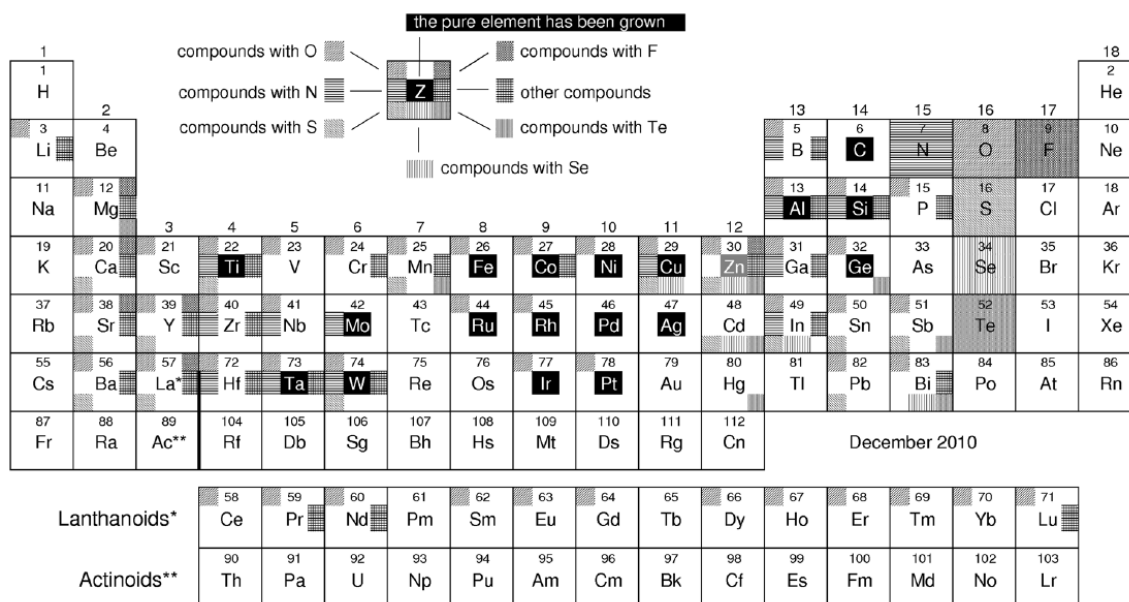 the pure element has been grown
compounds with O
compounds with F
compounds with N
Z
other compounds
compounds with S
compounds with Te
compounds with Se
1 18
1 2
H 2 13 14 15 16 17 He
3 4 5 6 7 8 9 10
Li Be B C N O F Ne
11 12 13 14 15 16 17 18
Na Mg 3 4 5 6 7 8 9 10 11 12 Al Si P S Cl Ar
19 20 21 22 23 24 25 26 27 28 29 30 31 32 33 34 35 36
K Ca Sc Ti V Cr Mn Fe Co Ni Cu Zn Ga Ge As Se Br Kr
37 38 39 40 41 42 43 44 45 46 47 48 49 50 51 52 53 54
Rb Sr Y Zr Nb Mo Tc Ru Rh Pd Ag Cd In Sn Sb Te I Xe
55 56 57 72 73 74 75 76 77 78 79 80 81 82 83 84 85 86
Cs Ba La* Hf Ta W Re Os Ir Pt Au Hg Tl Pb Bi Po At Rn
87 88 89 104 105 106 107 108 109 110 111 112
Fr Ra Ac** Rf Db Sg Bh Hs Mt Ds Rg Cn December 2010
58 59 60 61 62 63 64 65 66 67 68 69 70 71
Lanthanoids* Ce Pr Nd Pm Sm Eu Gd Tb Dy Ho Er Tm Yb Lu
90 91 92 93 94 95 96 97 98 99 100 101 102 103
Actinoids** Th Pa U Np Pu Am Cm Bk Cf Es Fm Md No Lr